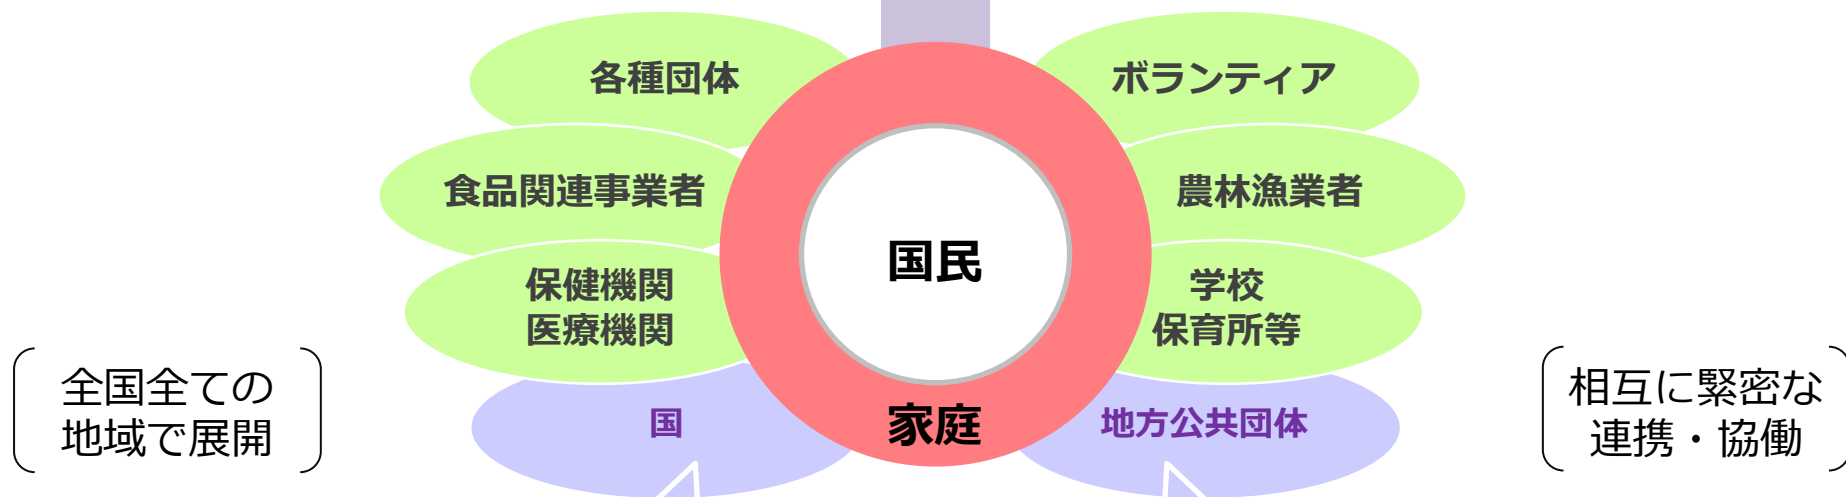 各種団体
ボランティア
食品関連事業者
農林漁業者
国民
保健機関
医療機関
学校
保育所等
全国全ての
地域で展開
国
家庭
地方公共団体
相互に緊密な
連携・協働